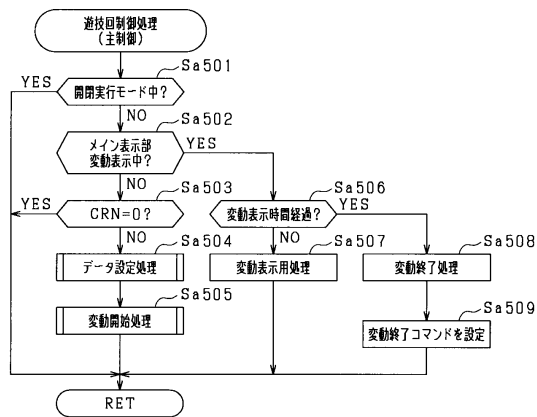 遊技回制御処理
(主制御)
Sa501
YES
開閉実行モード中?
NO
Sa502
メイン表示部
変動表示中?
YES
NO
Sa503
YES
CRN=0?
NO
Sa506
変動表示時間経過?
YES
NO
Sa504
データ設定処理
Sa507
変動表示用処理
Sa508
変動終了処理
Sa505
変動開始処理
Sa509
変動終了コマンドを設定
RET